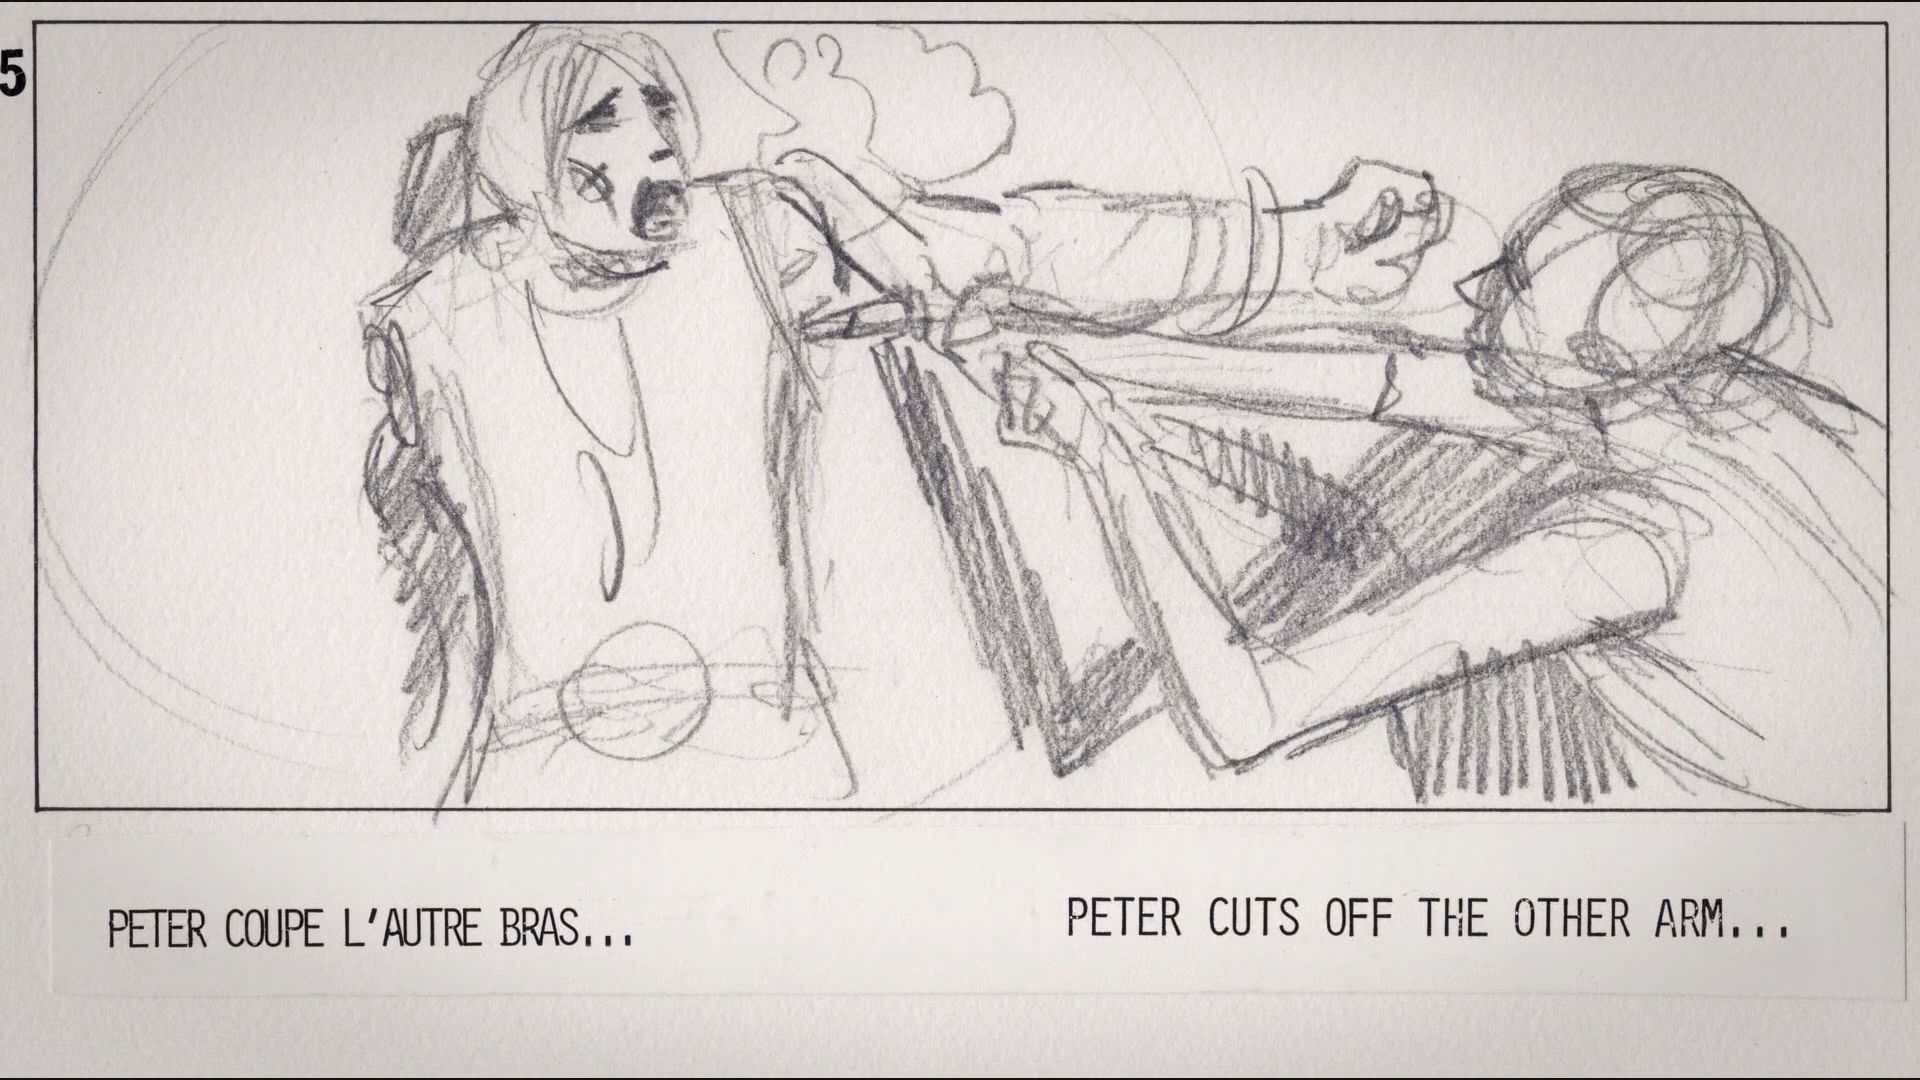 5
PETER COUPE L'AUTRE BRAS...
PETER CUTS OFF THE OTHER ARM...